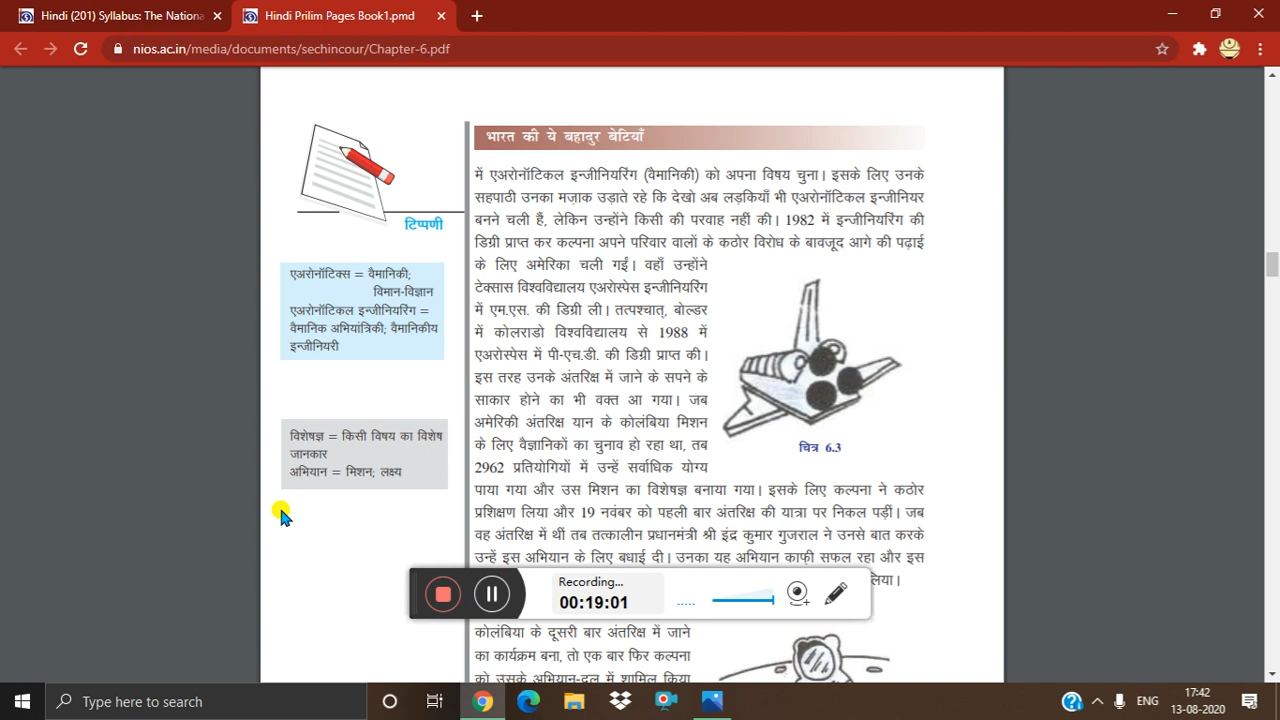 Hindi (201) Syllabus: The Nationa
Hindi Prilim Pages Book1.pmd
nios.ac.in/media/documents/sechincour/Chapter-6.pdf
भारत की ये बहादुर बेटियाँ
टिप्पणी
एअरोनॉटिक्स = वैमानिकी;
विमान-विज्ञान
एअरोनॉटिकल इन्जीनियरिंग =
वैमानिक अभियांत्रिकी; वैमानिकीय
इन्जीनियरी
विशेषज्ञ = किसी विषय का विशेष
जानकार
अभियान = मिशन; लक्ष्य
में एअरोनॉटिकल इन्जीनियरिंग (वैमानिकी) को अपना विषय चुना। इसके लिए उनके
सहपाठी उनका मज़ाक उड़ाते रहे कि देखो अब लड़कियाँ भी एअरोनॉटिकल इन्जीनियर
बनने चली हैं, लेकिन उन्होंने किसी की परवाह नहीं की। 1982 में इन्जीनियरिंग की
डिग्री प्राप्त कर कल्पना अपने परिवार वालों के कठोर विरोध के बावजूद आगे की पढ़ाई
के लिए अमेरिका चली गईं। वहाँ उन्होंने
टेक्सास विश्वविद्यालय एअरोस्पेस इन्जीनियरिंग
में एम.एस. की डिग्री ली। तत्पश्चात्, बोल्डर
में कोलराडो विश्वविद्यालय से 1988 में
एअरोस्पेस में पी-एच.डी. की डिग्री प्राप्त की।
इस तरह उनके अंतरिक्ष में जाने के सपने के
साकार होने का भी वक्त आ गया। जब
अमेरिकी अंतरिक्ष यान के कोलंबिया मिशन
के लिए वैज्ञानिकों का चुनाव हो रहा था, तब
2962 प्रतियोगियों में उन्हें सर्वाधिक योग्य
चित्र 6.3
पाया गया और उस मिशन का विशेषज्ञ बनाया गया। इसके लिए कल्पना ने कठोर
प्रशिक्षण लिया और 19 नवंबर को पहली बार अंतरिक्ष की यात्रा पर निकल पड़ीं। जब
वह अंतरिक्ष में थीं तब तत्कालीन प्रधानमंत्री श्री इंद्र कुमार गुजराल ने उनसे बात करके
उन्हें इस अभियान के लिए बधाई दी। उनका यह अभियान काफ़ी सफल रहा और इस
लिया।
Recording...
00:19:01
कोलंबिया के दूसरी बार अंतरिक्ष में जाने
का कार्यक्रम बना, तो एक बार फिर कल्पना
को उसके अभियान-दल में शामिल किया
Type here to search
ENG
17:42
13-08-2020